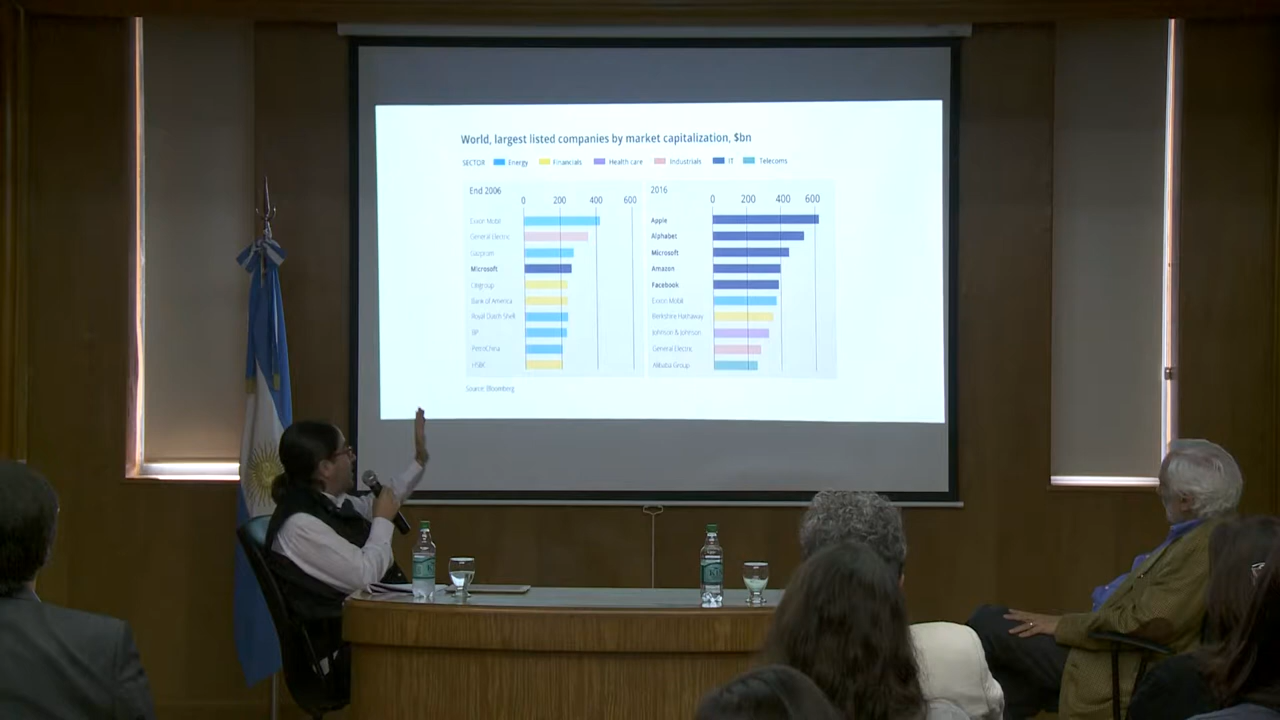 World, largest listed companies by market capitalization, $bn
SECTOR Energy Financials Health care Industrials IT Telecoms
End 2006
0 200 400 600
Exxon Mobil
General Electric
Gazprom
Microsoft
Citigroup
Bank of America
Royal Dutch Shell
BP
PetroChina
HSBC
2016
0 200 400 600
Apple
Alphabet
Microsoft
Amazon
Facebook
Exxon Mobil
Berkshire Hathaway
Johnson & Johnson
General Electric
Alibaba Group
Source: Bloomberg